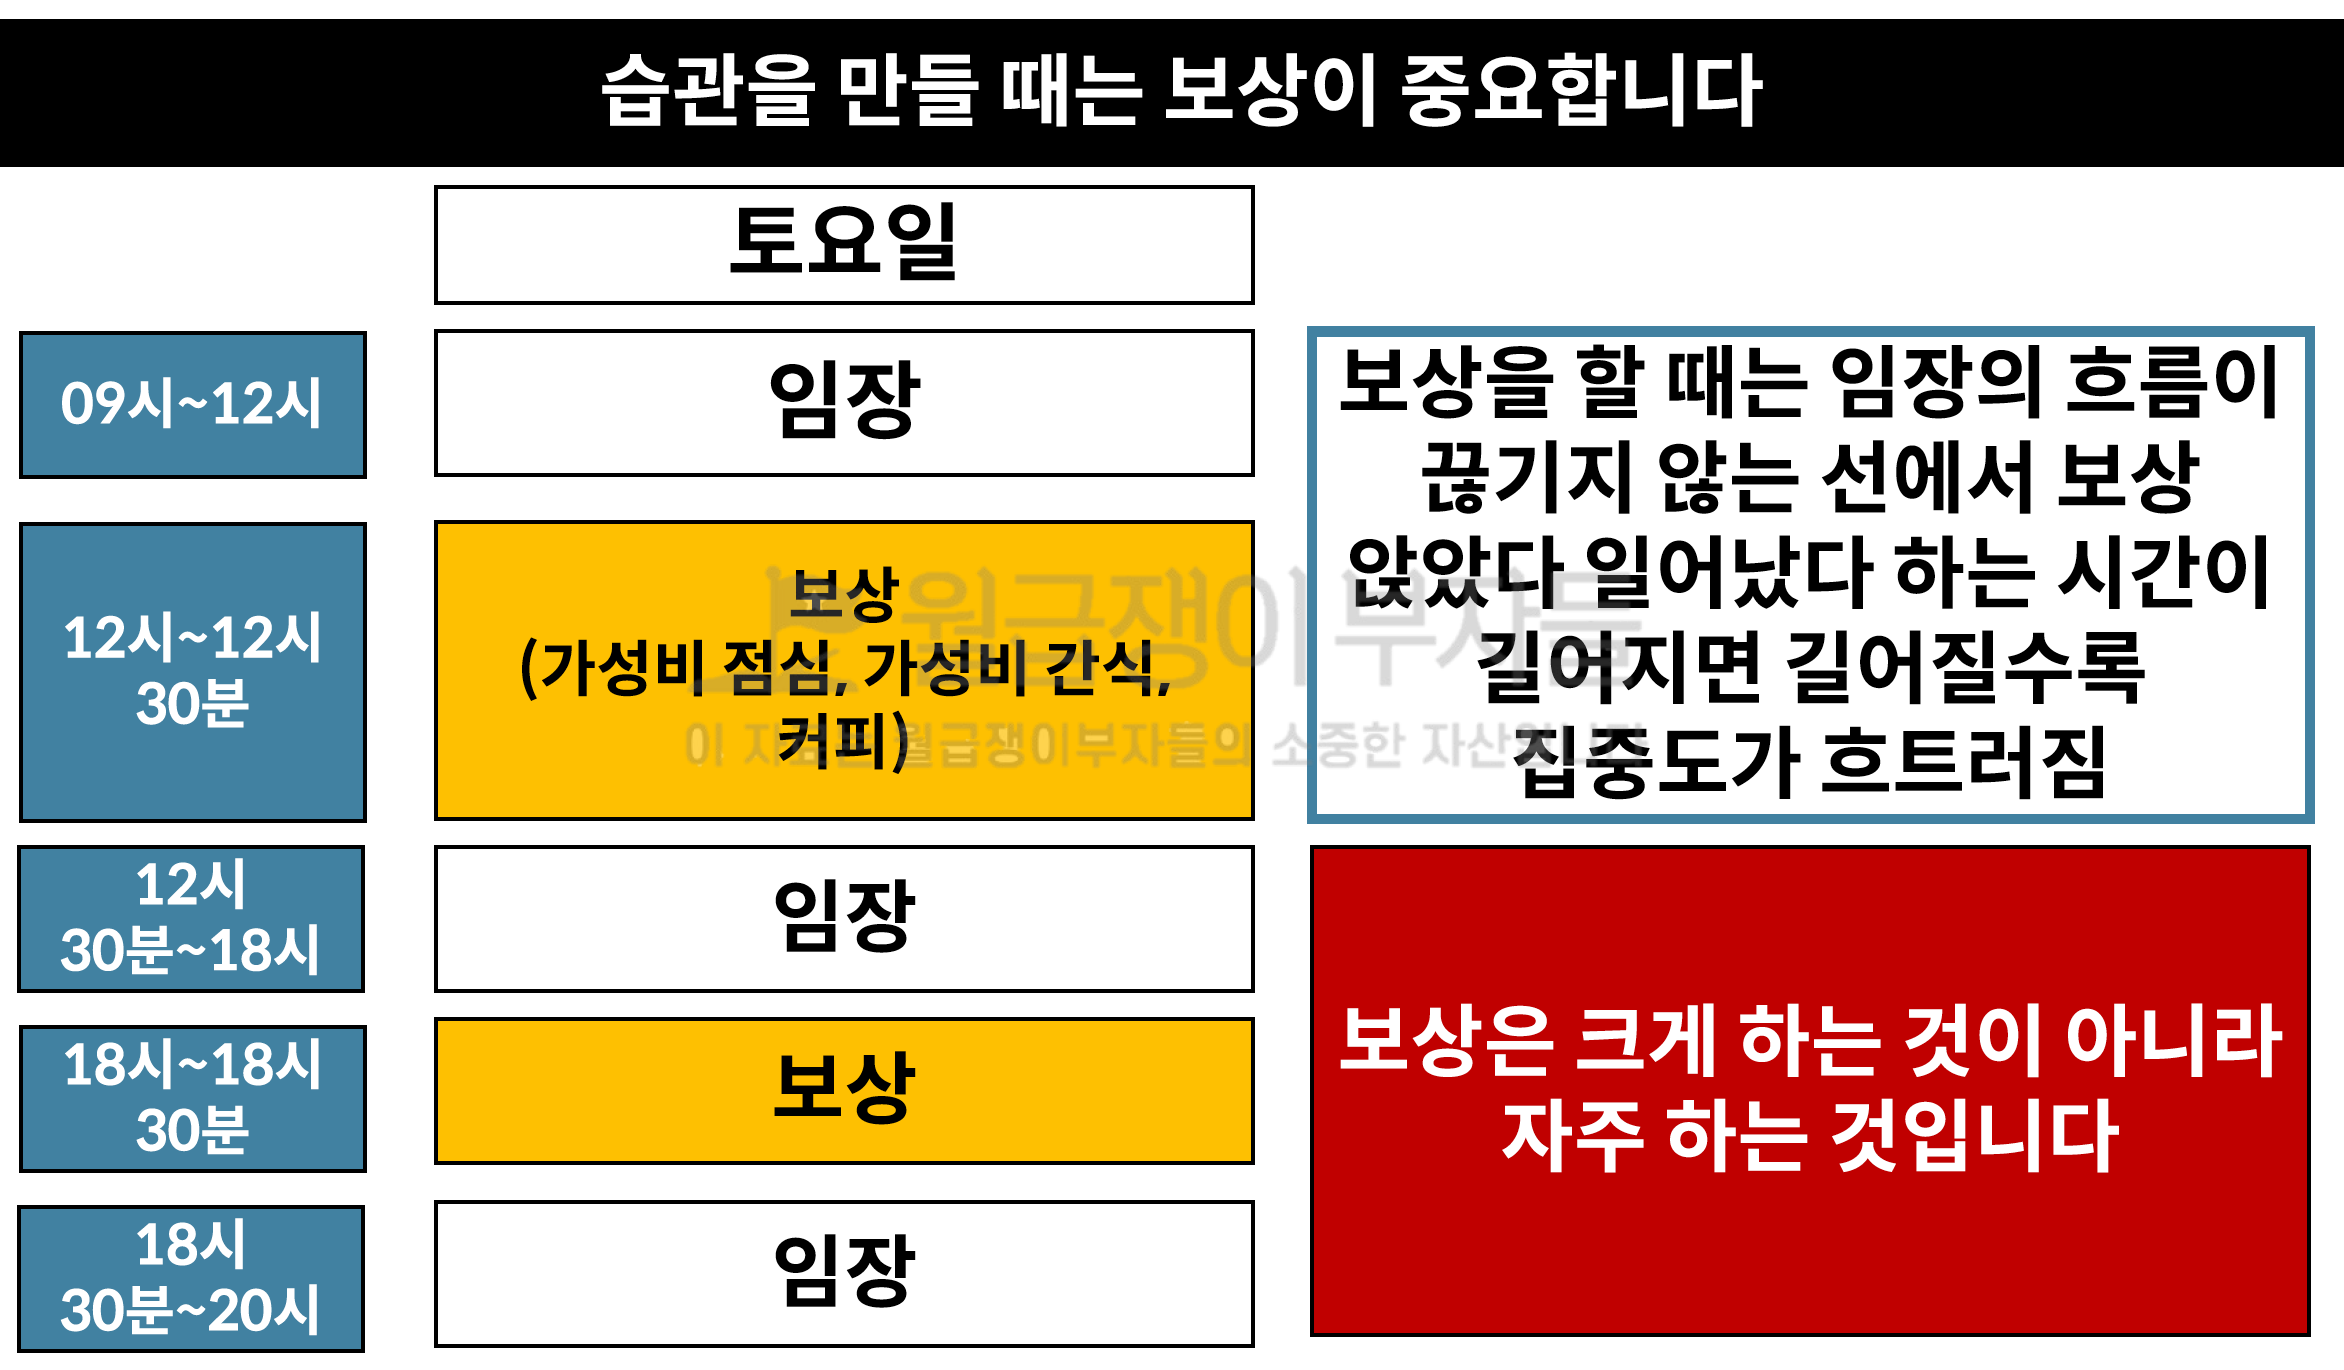 습관을 만들 때는 보상이 중요합니다
토요일
09시~12시
임장
12시~12시
30분
보상
(가성비 점심, 가성비 간식,
커피)
12시
30분~18시
임장
18시~18시
30분
보상
18시
30분~20시
임장
보상을 할 때는 임장의 흐름이
끊기지 않는 선에서 보상
앉았다 일어났다 하는 시간이
길어지면 길어질수록
집중도가 흐트러짐
보상은 크게 하는 것이 아니라
자주 하는 것입니다
월급쟁이부자들
이 자료는 월급쟁이부자들의 소중한 자산입니다